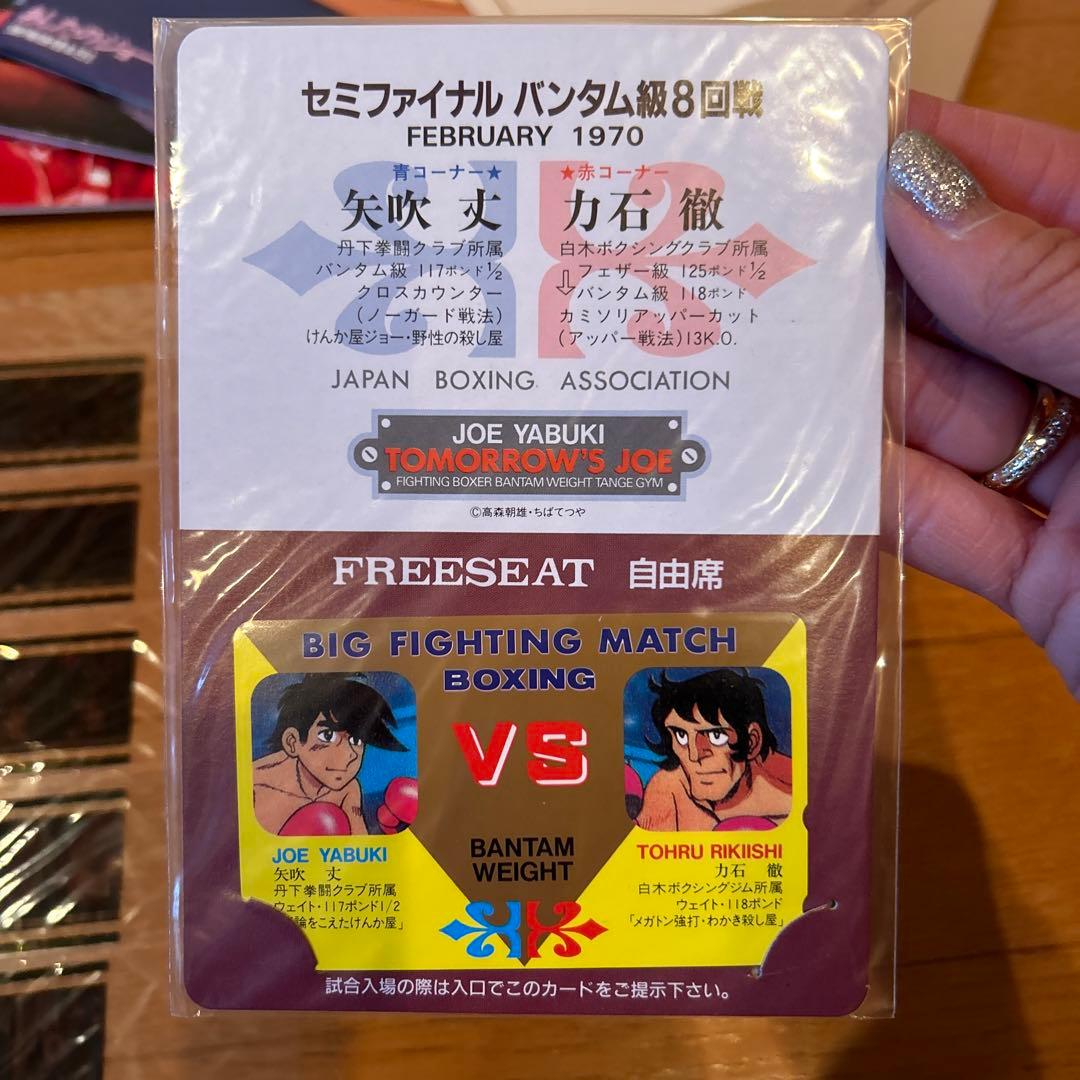 セミファイナル バンタム級8回戦
FEBRUARY 1970
青コーナー★
矢吹 丈
丹下拳闘クラブ所属
バンタム級 117ポンド1/2
クロスカウンター
(ノーガード戦法)
けんか屋ジョー・野性の殺し屋
★赤コーナー
力石 徹
白木ボクシングクラブ所属
⇩フェザー級 125ポンド1/2
バンタム級 118ポンド
カミソリアッパーカット
(アッパー戦法)13K.O.
JAPAN BOXING ASSOCIATION
JOE YABUKI
TOMORROW'S JOE
FIGHTING BOXER BANTAM WEIGHT TANGE GYM
©高森朝雄・ちばてつや
FREESEAT 自由席
BIG FIGHTING MATCH
BOXING
VS
BANTAM
WEIGHT
JOE YABUKI
矢吹 丈
丹下拳闘クラブ所属
ウェイト・117ポンド1/2
論をこえたけんか屋」
TOHRU RIKIISHI
力石 徹
白木ボクシングジム所属
ウェイト・118ポンド
「メガトン強打・わかき殺し屋」
試合入場の際は入口でこのカードをご提示下さい。